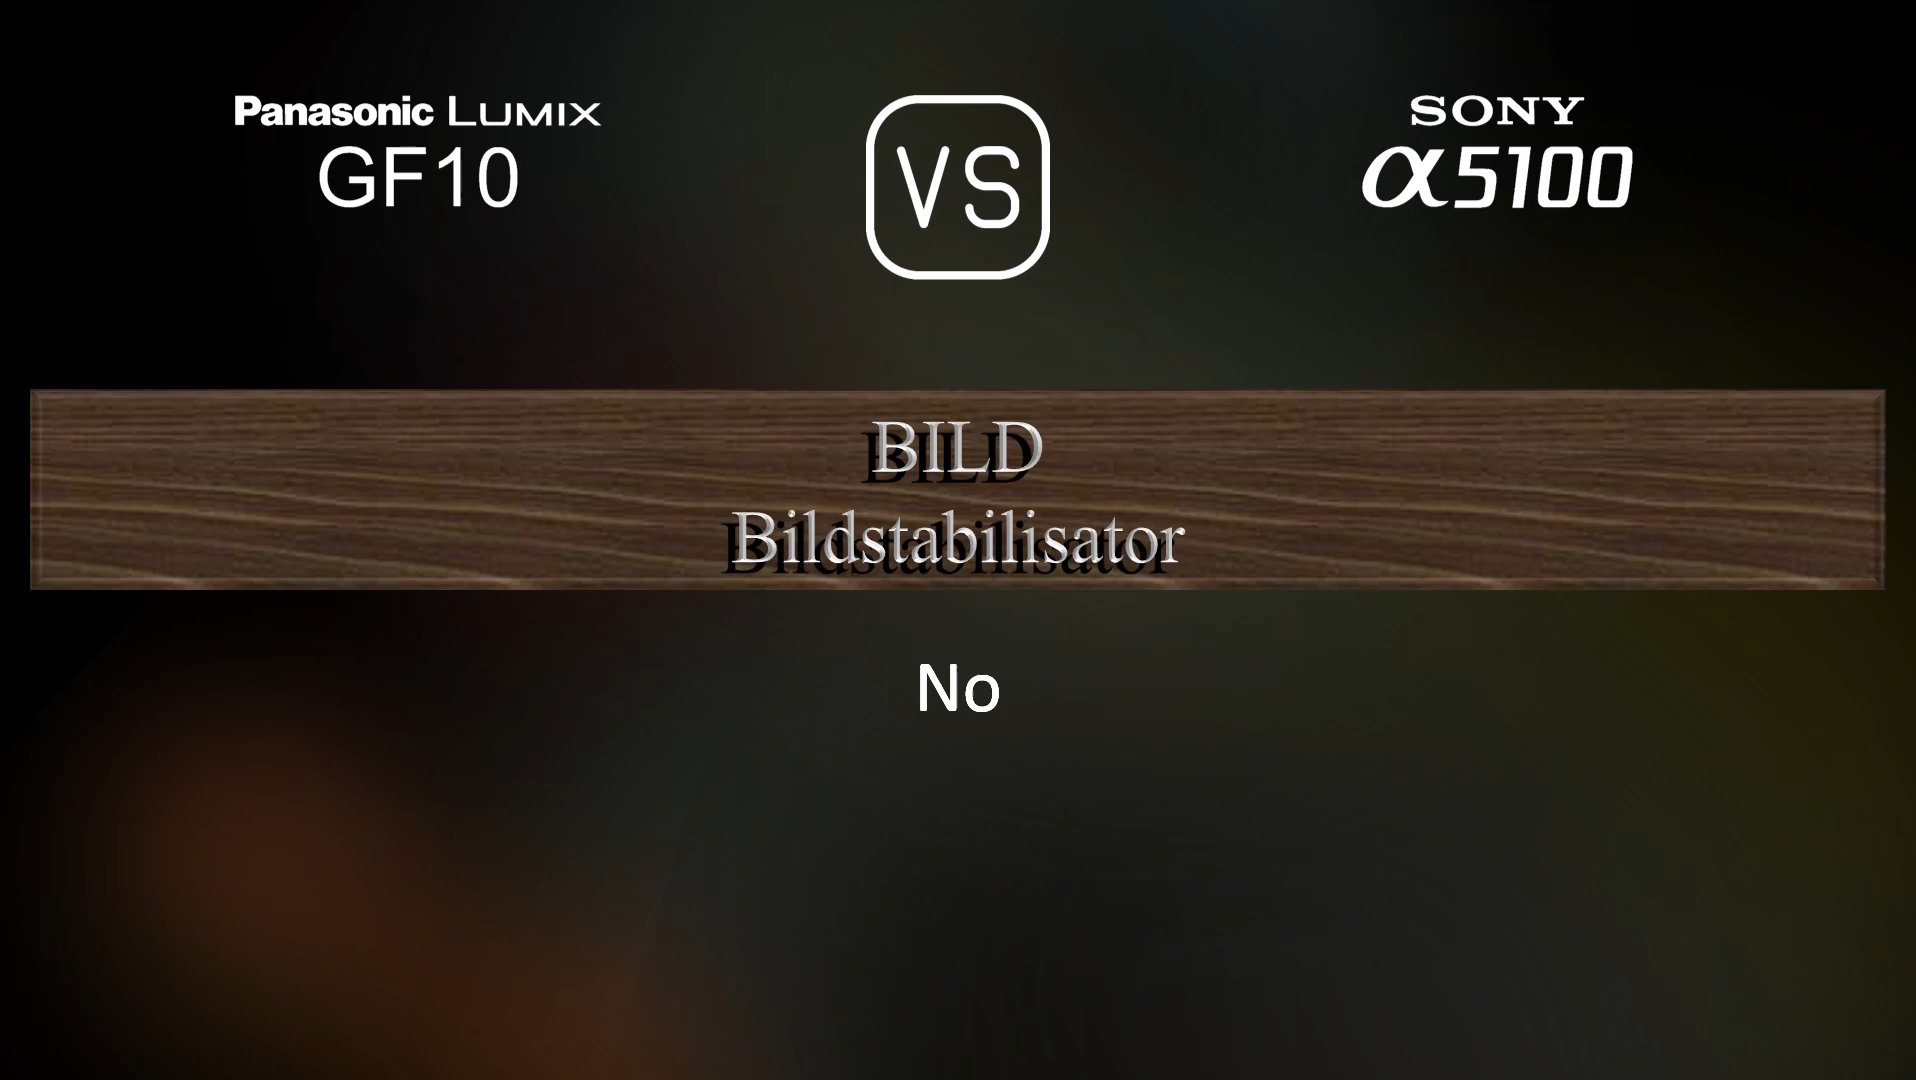 Panasonic LUMIX
GF10
VS
SONY
α5100
BILD
Bildstabilisator
No